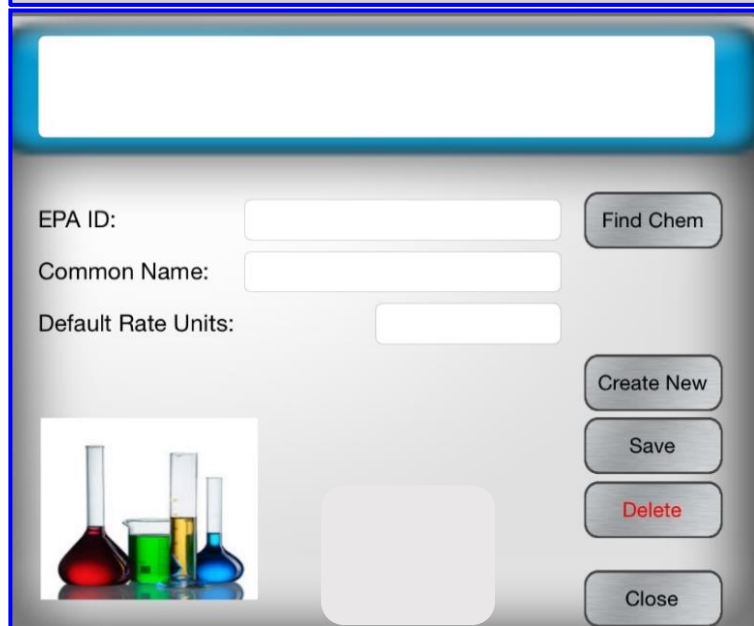 EPA ID:
Find Chem
Common Name:
Default Rate Units:
Create New
Save
Delete
Close